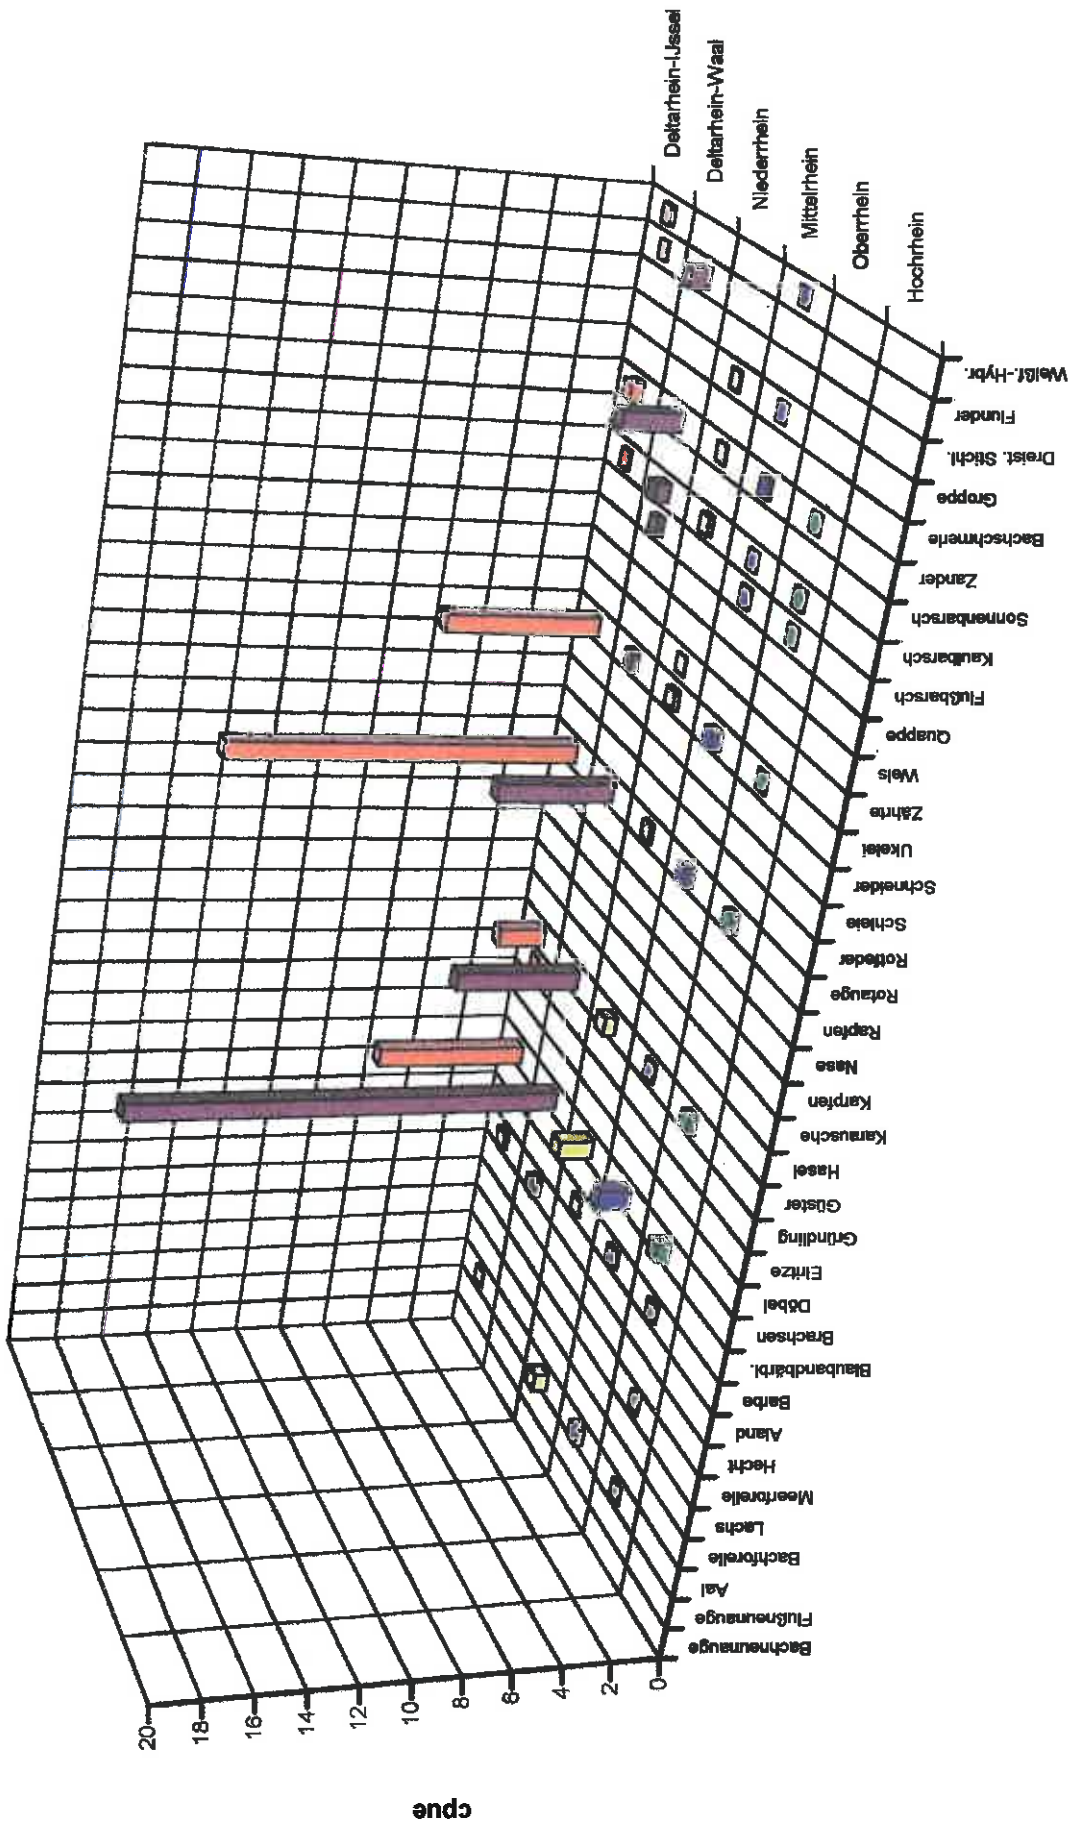 cpue
20
18
16
14
12
10
8
6
4
2
0
Deltarhein-IJssel
Deltarhein-Waal
Niederrhein
Mittelrhein
Oberrhein
Hochrhein
Weißf.-Hybr.
Flunder
Dreist. Stichl.
Groppe
Bachschmerle
Zander
Sonnenbarsch
Kaulbarsch
Flußbarsch
Quappe
Wels
Zährte
Ukelei
Schneider
Schleie
Rotfeder
Rotauge
Rapfen
Nase
Karpfen
Karausche
Hasel
Güster
Gründling
Elritze
Döbel
Brachsen
Blaubandbärbl.
Barbe
Aland
Hecht
Meerforelle
Lachs
Bachforelle
Aal
Flußneunauge
Bachneunauge